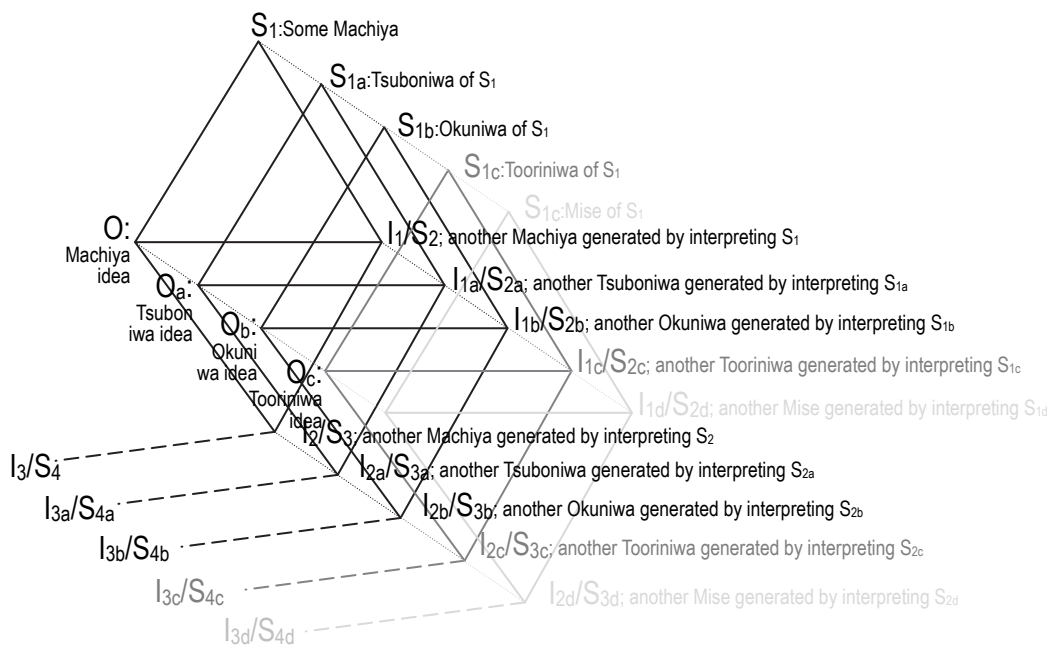 S1:Some Machiya
S1a:Tsuboniwa of S1
S1b:Okuniwa of S1
S1c:Tooriniwa of S1
S1c:Mise of S1
O:
Machiya
idea
I1/S2; another Machiya generated by interpreting S1
Oa:
Tsubon
iwa idea
I1a/S2a; another Tsuboniwa generated by interpreting S1a
Ob:
Okuni
wa idea
I1b/S2b; another Okuniwa generated by interpreting S1b
Oc:
Tooriniwa
idea
I1c/S2c; another Tooriniwa generated by interpreting S1c
I1d/S2d; another Mise generated by interpreting S1d
I2/S3; another Machiya generated by interpreting S2
I3/S4
I2a/S3a; another Tsuboniwa generated by interpreting S2a
I3a/S4a
I2b/S3b; another Okuniwa generated by interpreting S2b
I3b/S4b
I2c/S3c; another Tooriniwa generated by interpreting S2c
I3c/S4c
I2d/S3d; another Mise generated by interpreting S2d
I3d/S4d